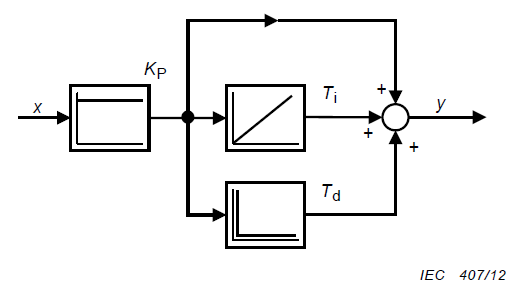 K_P
x
T_i
+
+
y
+
T_d
IEC 407/12